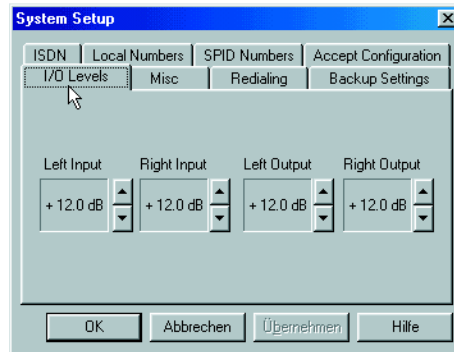 System Setup
ISDN Local Numbers SPID Numbers Accept Configuration
I/O Levels Misc Redialing Backup Settings
Left Input Right Input Left Output Right Output
+ 12.0 dB + 12.0 dB + 12.0 dB + 12.0 dB
OK Abbrechen Übernehmen Hilfe